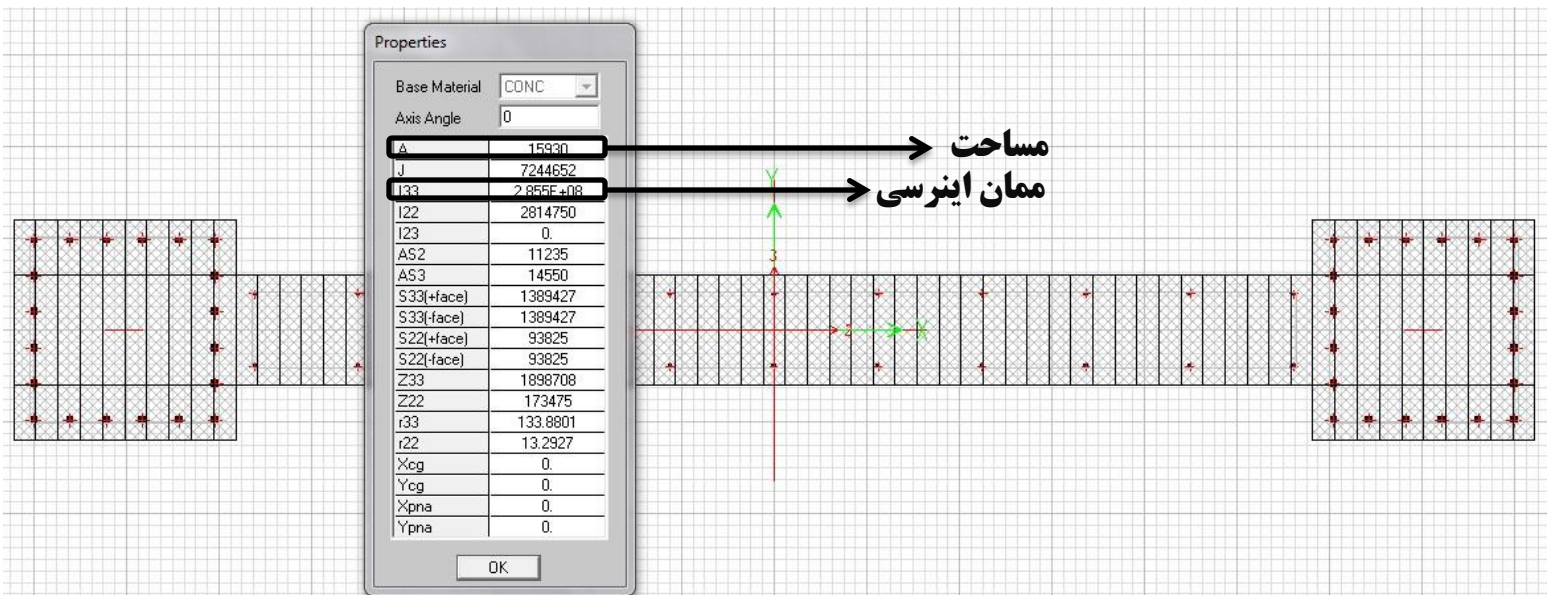 Properties
Base Material CONC
Axis Angle 0
A 15930
J 7244652
I33 2.855E+08
I22 2814750
I23 0.
AS2 11235
AS3 14550
S33(+face) 1389427
S33(-face) 1389427
S22(+face) 93825
S22(-face) 93825
Z33 1898708
Z22 173475
r33 133.8801
r22 13.2927
Xcg 0.
Ycg 0.
Xpna 0.
Ypna 0.
OK
مساحت
ممان اینرسی
Y
3
2
X